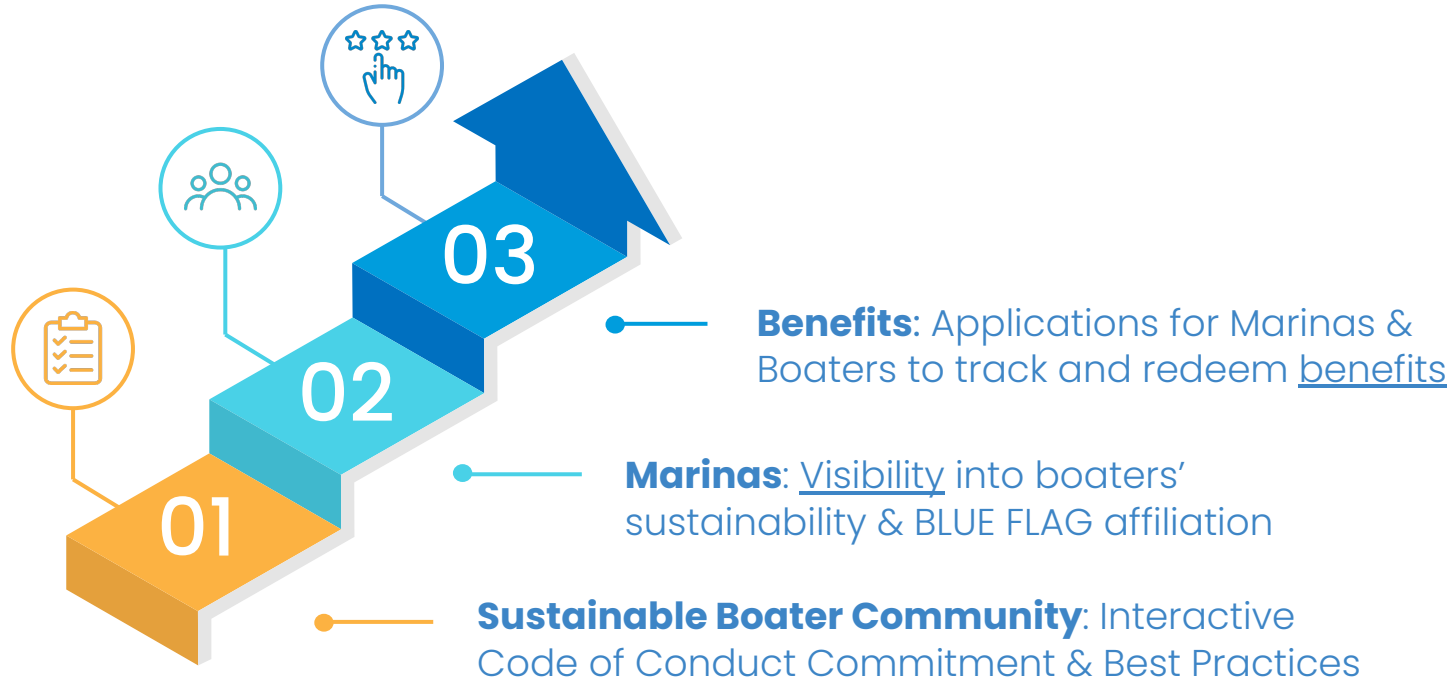 03
Benefits: Applications for Marinas &
Boaters to track and redeem benefits
02
Marinas: Visibility into boaters’
sustainability & BLUE FLAG affiliation
01
Sustainable Boater Community: Interactive
Code of Conduct Commitment & Best Practices